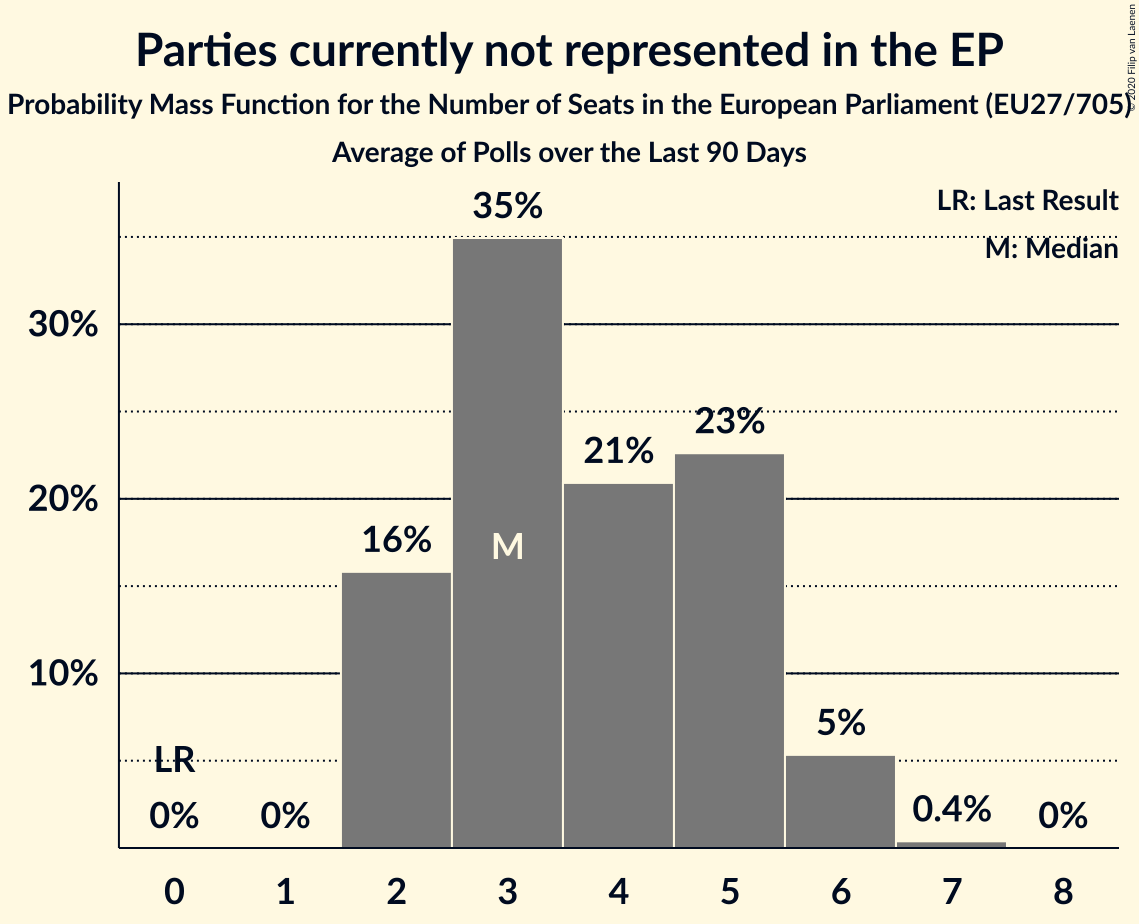 Parties currently not represented in the EP
Probability Mass Function for the Number of Seats in the European Parliament (EU27/705)
Average of Polls over the Last 90 Days
© 2020 Filip van Laenen
LR: Last Result
M: Median
35%
30%
23%
21%
20%
16%
M
10%
5%
LR
0%
0%
0.4%
0%
0 1 2 3 4 5 6 7 8